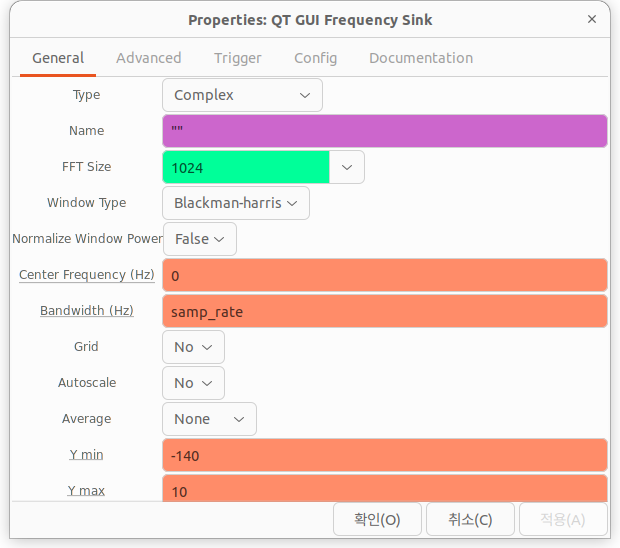 Properties: QT GUI Frequency Sink
General Advanced Trigger Config Documentation
Type Complex
Name ""
FFT Size 1024
Window Type Blackman-harris
Normalize Window Power False
Center Frequency (Hz) 0
Bandwidth (Hz) samp_rate
Grid No
Autoscale No
Average None
Y min -140
Y max 10
확인(O) 취소(C) 적용(A)